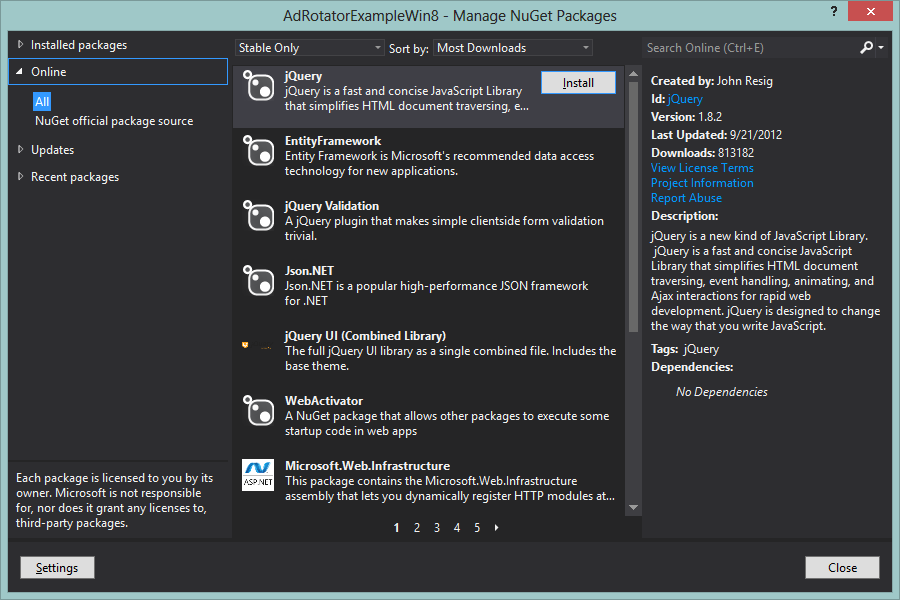 AdRotatorExampleWin8 - Manage NuGet Packages
?
Installed packages
Online
All
NuGet official package source
Updates
Recent packages
Each package is licensed to you by its
owner. Microsoft is not responsible
for, nor does it grant any licenses to,
third-party packages.
Settings
Stable Only
Sort by:
Most Downloads
jQuery
jQuery is a fast and concise JavaScript Library
that simplifies HTML document traversing, e...
Install
EntityFramework
Entity Framework is Microsoft's recommended data access
technology for new applications.
jQuery Validation
A jQuery plugin that makes simple clientside form validation
trivial.
Json.NET
Json.NET is a popular high-performance JSON framework
for .NET
jQuery UI (Combined Library)
The full jQuery UI library as a single combined file. Includes the
base theme.
WebActivator
A NuGet package that allows other packages to execute some
startup code in web apps
ASP.NET
Microsoft.Web.Infrastructure
This package contains the Microsoft.Web.Infrastructure
assembly that lets you dynamically register HTTP modules at...
1 2 3 4 5
Search Online (Ctrl+E)
Created by: John Resig
Id: jQuery
Version: 1.8.2
Last Updated: 9/21/2012
Downloads: 813182
View License Terms
Project Information
Report Abuse
Description:
jQuery is a new kind of JavaScript Library.
jQuery is a fast and concise JavaScript
Library that simplifies HTML document
traversing, event handling, animating, and
Ajax interactions for rapid web
development. jQuery is designed to change
the way that you write JavaScript.
Tags: jQuery
Dependencies:
No Dependencies
Close